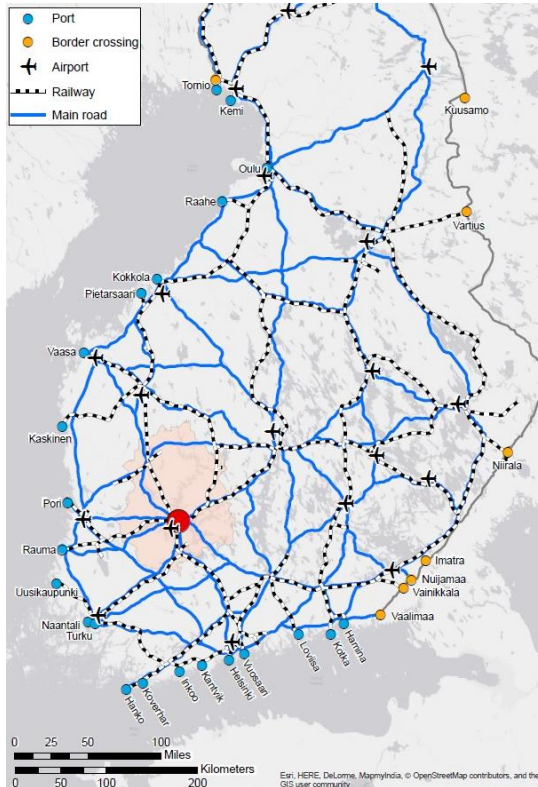 Port
Border crossing
Airport
Railway
Main road
Tornio
Kemi
Kuusamo
Oulu
Raahe
Vartius
Kokkola
Pietarsaari
Vaasa
Kaskinen
Niirala
Pori
Rauma
Imatra
Nuijamaa
Vainikkala
Uusikaupunki
Naantali
Turku
Vaalimaa
Hanko
Koverhar
Inkoo
Kantvik
Helsinki
Vuosaari
Loviisa
Kotka
Hamina
0 25 50 100
Miles
Kilometers
0 50 100 200
Esri, HERE, DeLorme, MapmyIndia, © OpenStreetMap contributors, and the
GIS user community